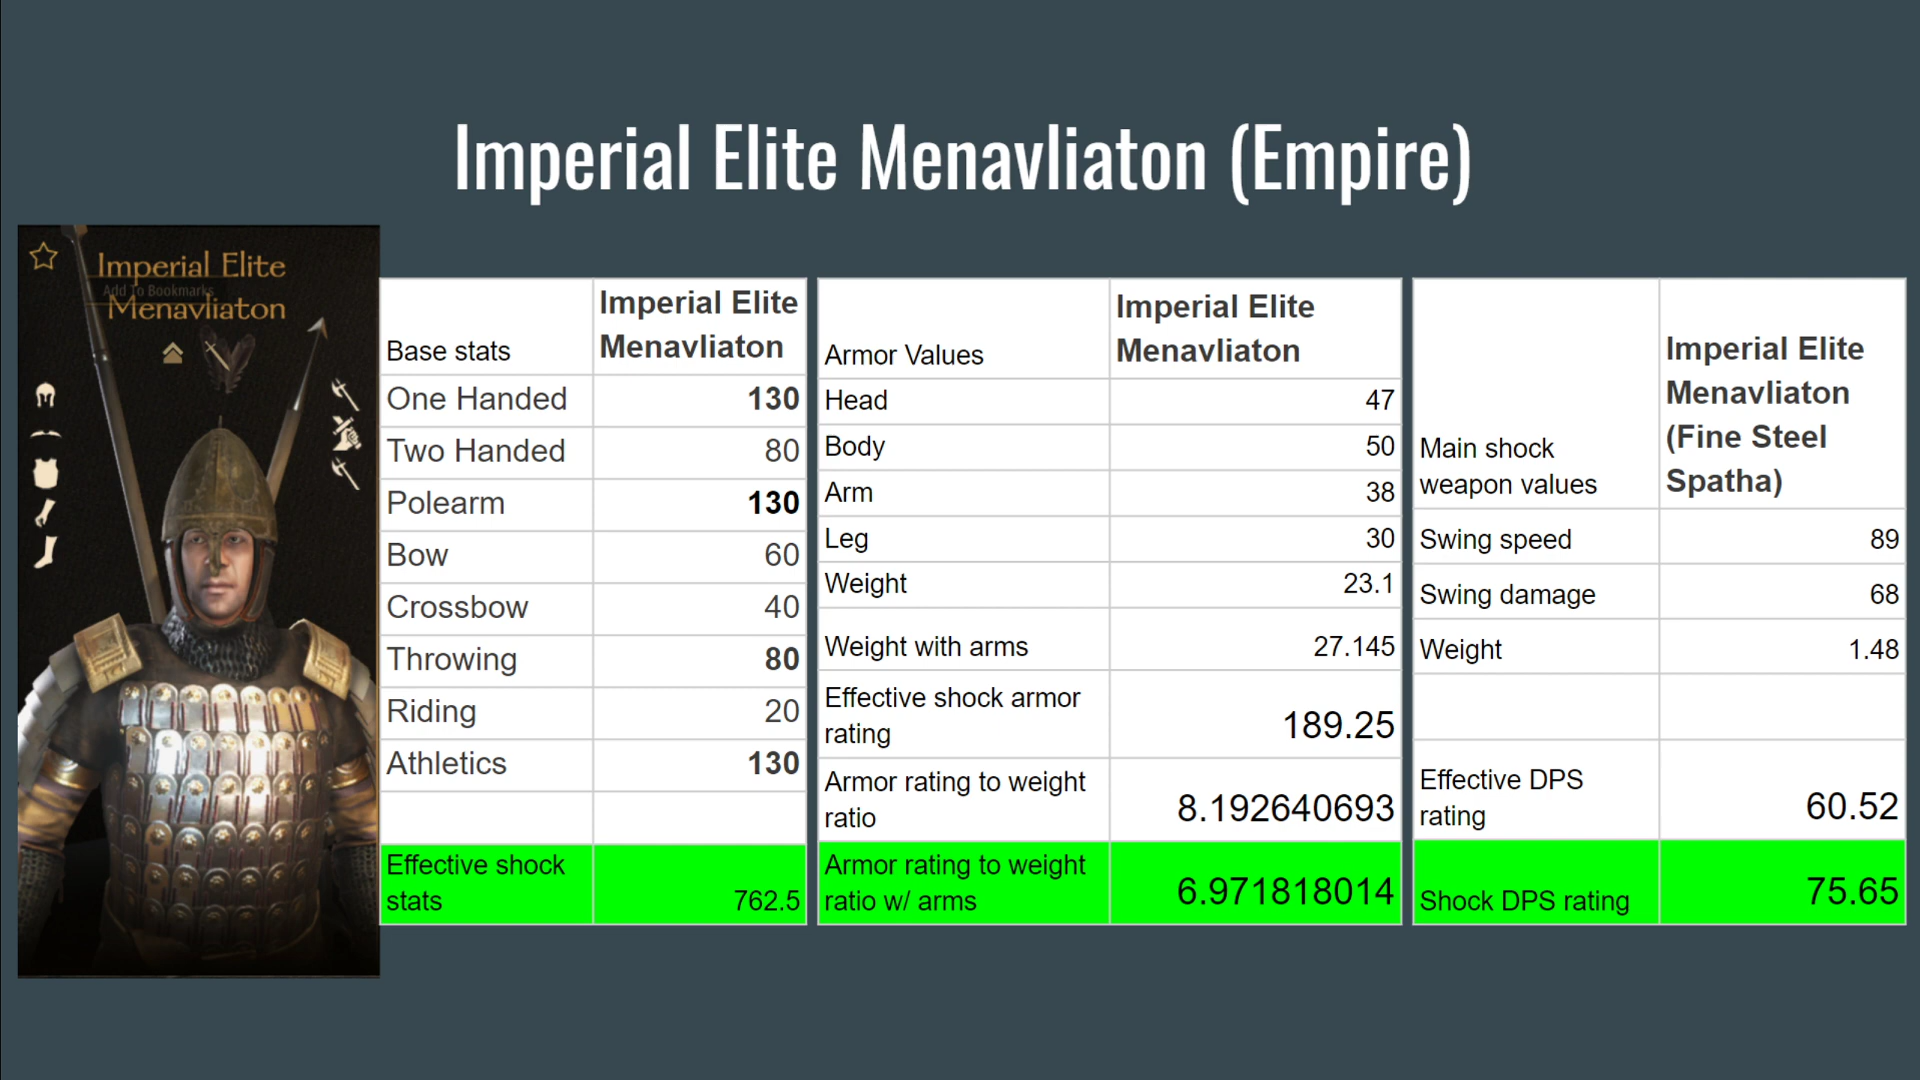 Imperial Elite Menavliaton (Empire)
Imperial Elite
Add To Bookmarks
Menavliaton
Base stats
Imperial Elite
Menavliaton
One Handed 130
Two Handed 80
Polearm 130
Bow 60
Crossbow 40
Throwing 80
Riding 20
Athletics 130
Effective shock
stats 762.5
Armor Values
Imperial Elite
Menavliaton
Head 47
Body 50
Arm 38
Leg 30
Weight 23.1
Weight with arms 27.145
Effective shock armor
rating 189.25
Armor rating to weight
ratio 8.192640693
Armor rating to weight
ratio w/ arms 6.971818014
Main shock
weapon values
Imperial Elite
Menavliaton
(Fine Steel
Spatha)
Swing speed 89
Swing damage 68
Weight 1.48
Effective DPS
rating 60.52
Shock DPS rating 75.65